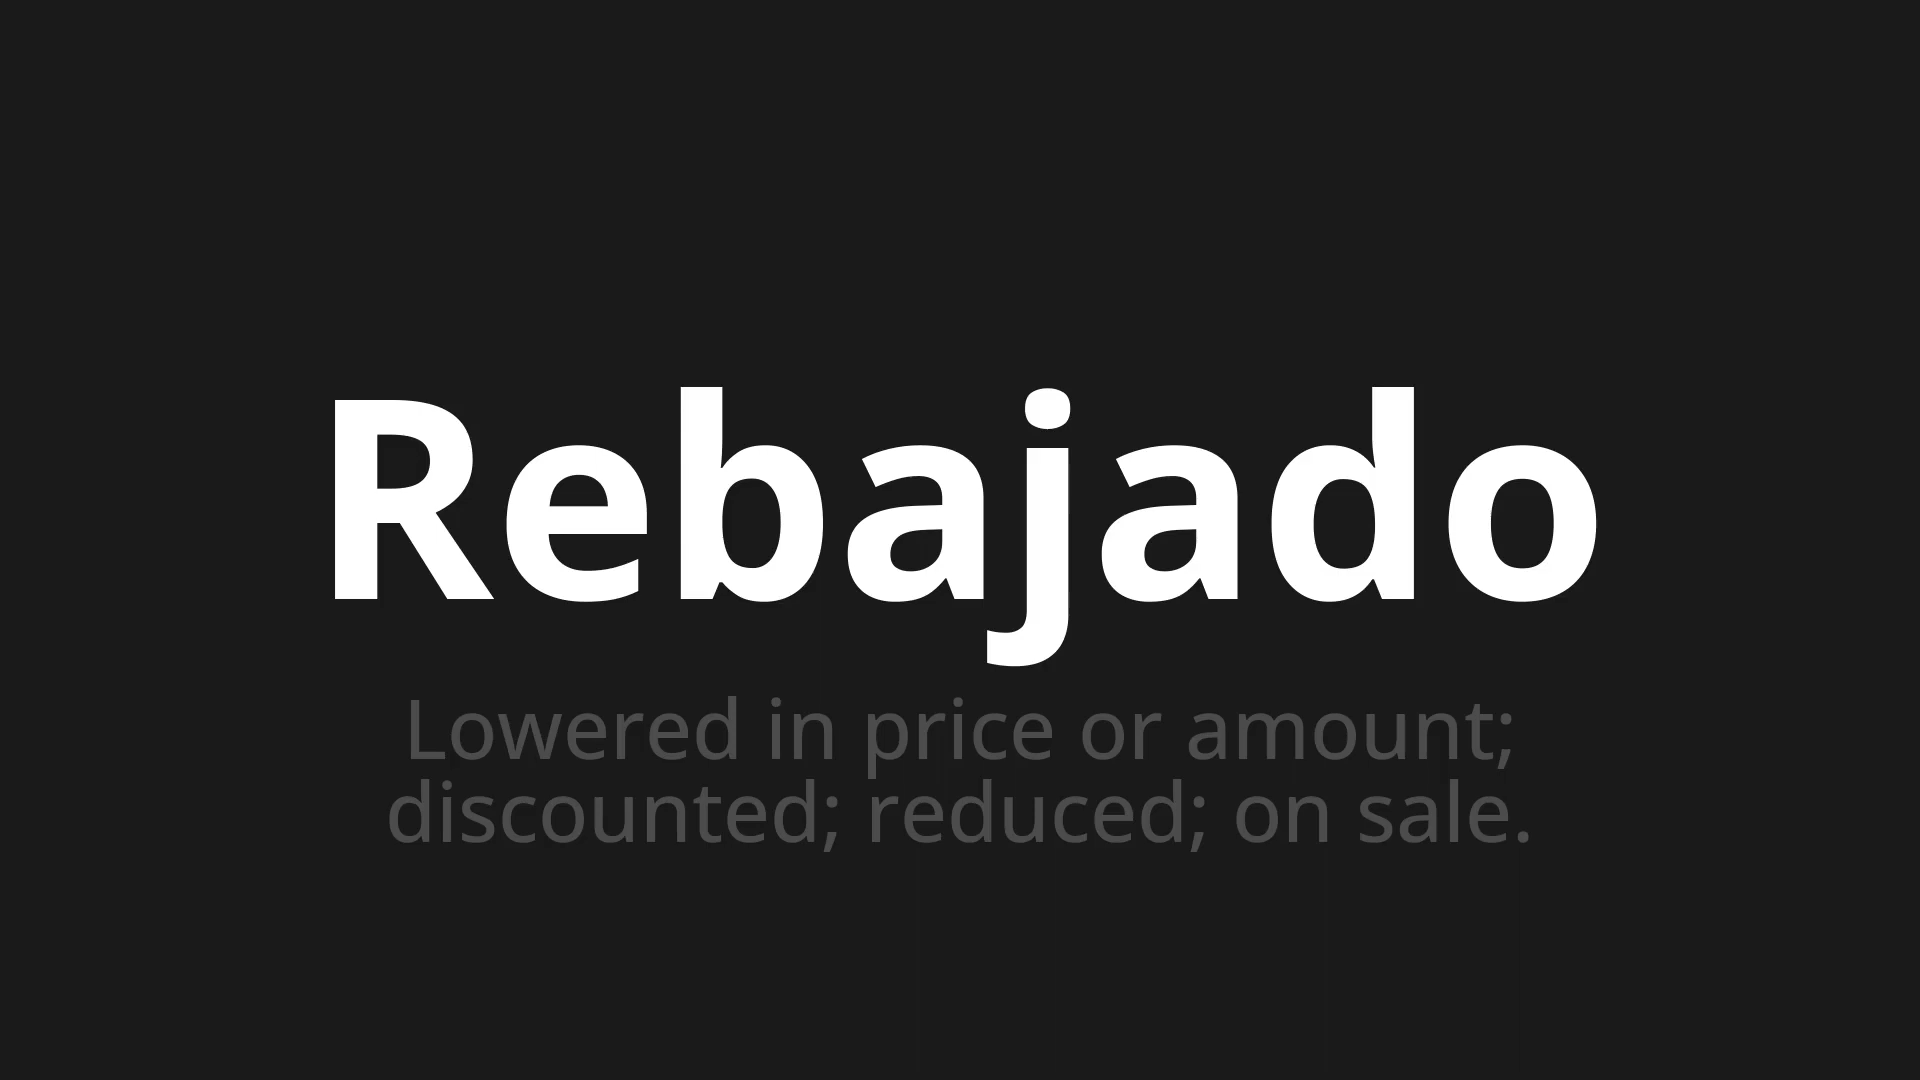 Rebajado
Lowered in price or amount;
discounted; reduced; on sale.